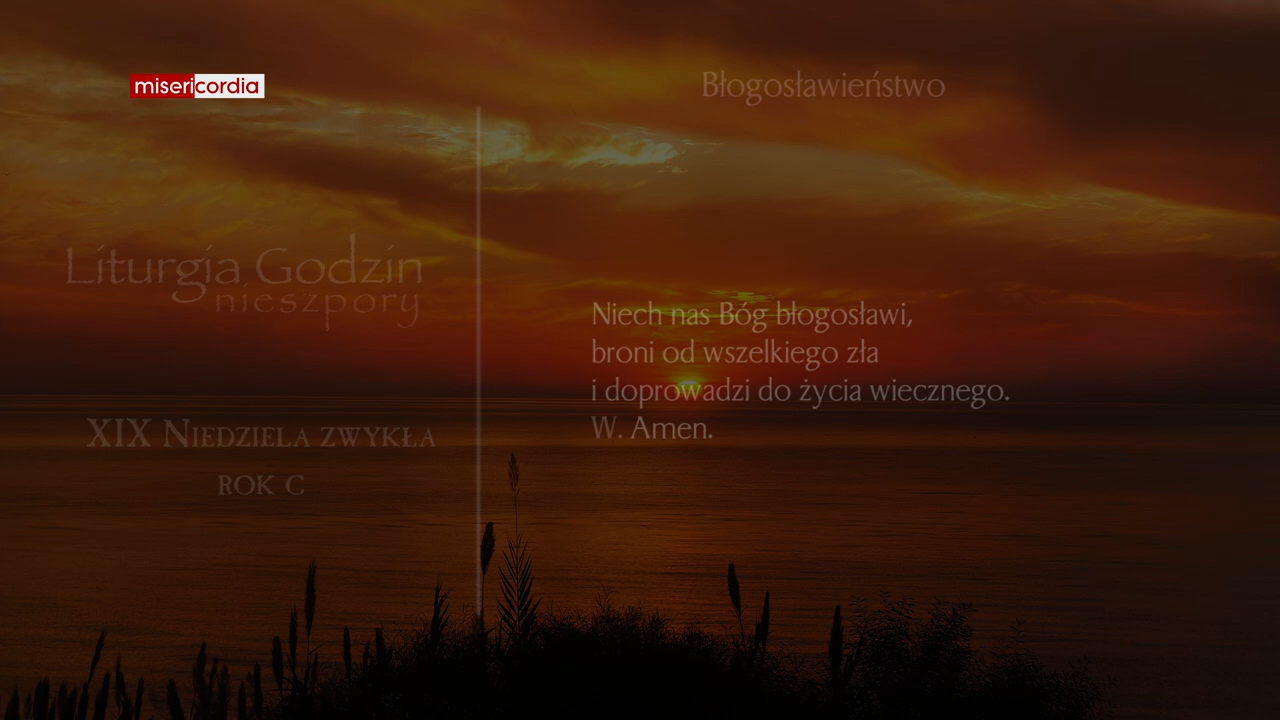 misericordia
Błogosławieństwo
Liturgia Godzin
nieszpory
Niech nas Bóg błogosławi,
broni od wszelkiego zła
i doprowadzi do życia wiecznego.
W. Amen.
XIX Niedziela zwykła
rok C